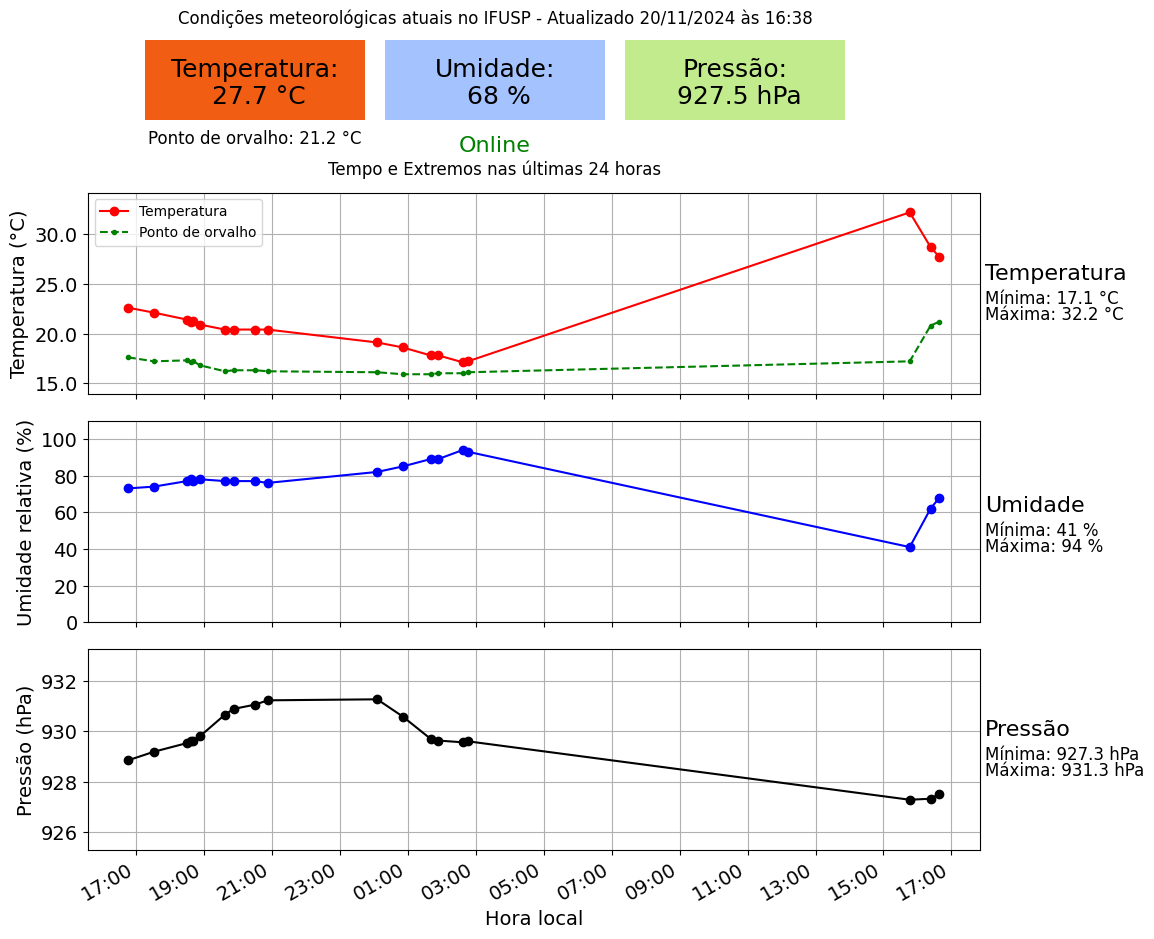 Condições meteorológicas atuais no IFUSP - Atualizado 20/11/2024 às 16:38
Temperatura:
27.7 °C
Umidade:
68 %
Pressão:
927.5 hPa
Ponto de orvalho: 21.2 °C
Online
Tempo e Extremos nas últimas 24 horas
Temperatura (°C)
30.0
25.0
20.0
15.0
Temperatura
Ponto de orvalho
Temperatura
Mínima: 17.1 °C
Máxima: 32.2 °C
Umidade relativa (%)
100
80
60
40
20
0
Umidade
Mínima: 41 %
Máxima: 94 %
Pressão (hPa)
932
930
928
926
Pressão
Mínima: 927.3 hPa
Máxima: 931.3 hPa
17:00 19:00 21:00 23:00 01:00 03:00 05:00 07:00 09:00 11:00 13:00 15:00 17:00
Hora local